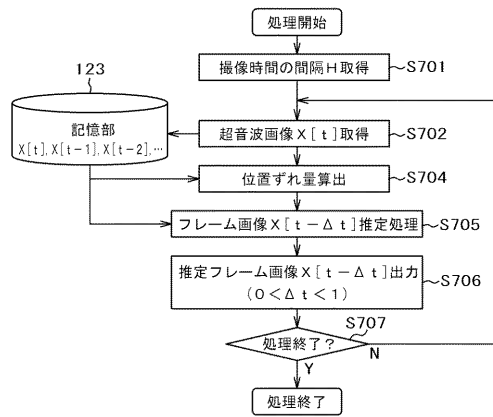 処理開始
撮像時間の間隔H取得
S701
123
記憶部
X[t],X[t-1],X[t-2],…
超音波画像X[t]取得
S702
位置ずれ量算出
S704
フレーム画像X[t-Δt]推定処理
S705
推定フレーム画像X[t-Δt]出力
(0<Δt<1)
S706
S707
処理終了?
N
Y
処理終了